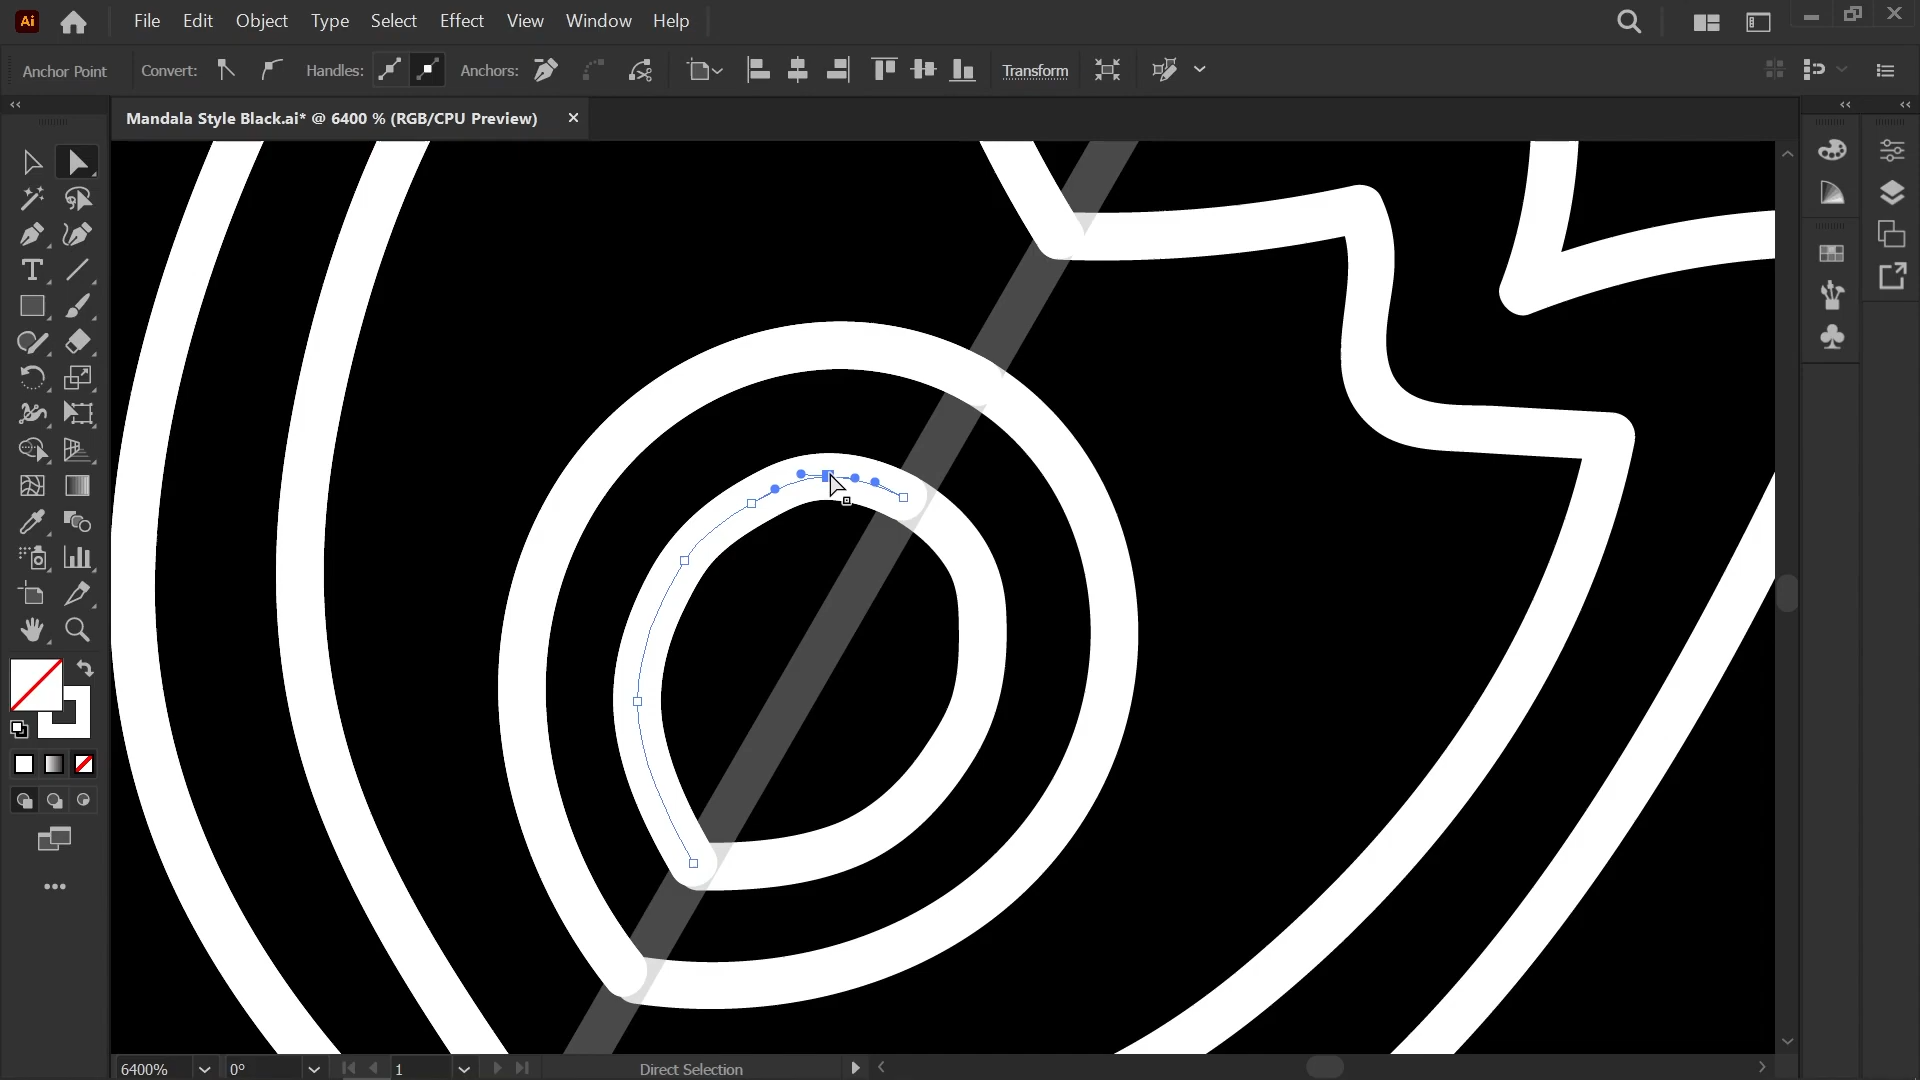 Ai File Edit Object Type Select Effect View Window Help
Anchor Point Convert: Handles: Anchors: Transform
Mandala Style Black.ai* @ 6400 % (RGB/CPU Preview)
T
6400% 0° 1 Direct Selection